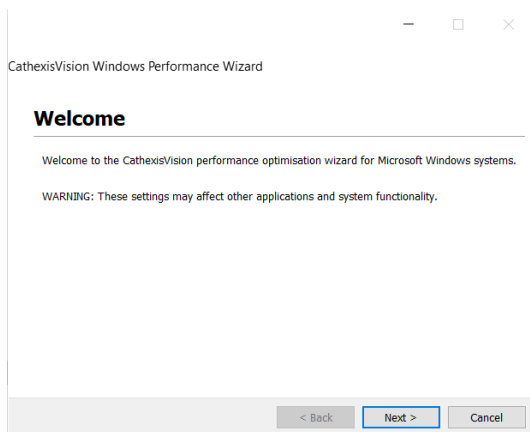 CathexisVision Windows Performance Wizard
Welcome
Welcome to the CathexisVision performance optimisation wizard for Microsoft Windows systems.
WARNING: These settings may affect other applications and system functionality.
< Back Next > Cancel